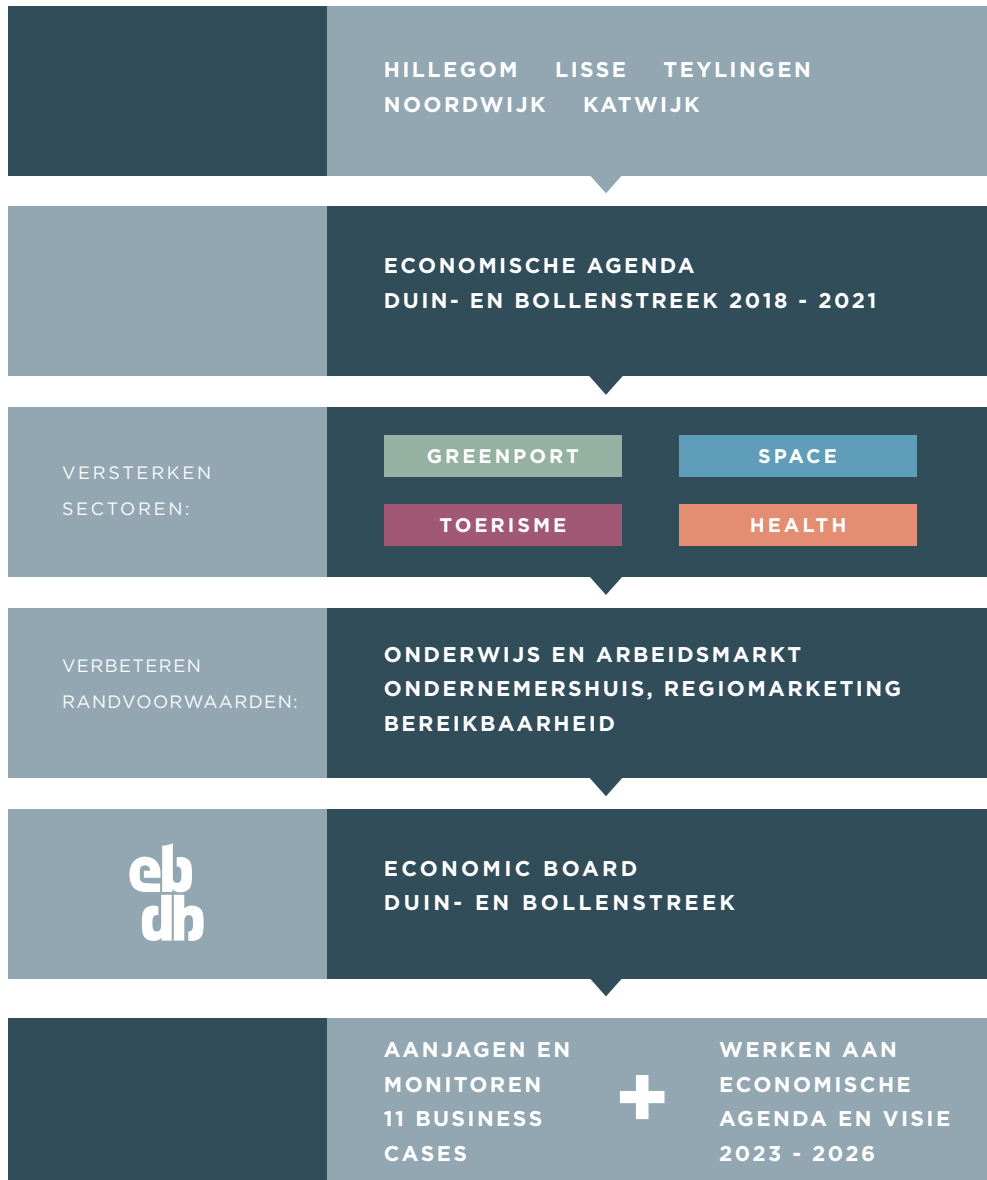 HILLEGOM LISSE TEYLINGEN
NOORDWIJK KATWIJK
ECONOMISCHE AGENDA
DUIN- EN BOLLENSTREEK 2018 - 2021
VERSTERKEN
SECTOREN:
GREENPORT SPACE
TOERISME HEALTH
VERBETEREN
RANDVOORWAARDEN:
ONDERWIJS EN ARBEIDSMARKT
ONDERNEMERSHUIS, REGIOMARKETING
BEREIKBAARHEID
eb
db
ECONOMIC BOARD
DUIN- EN BOLLENSTREEK
AANJAGEN EN
MONITOREN
11 BUSINESS
CASES
+
WERKEN AAN
ECONOMISCHE
AGENDA EN VISIE
2023 - 2026